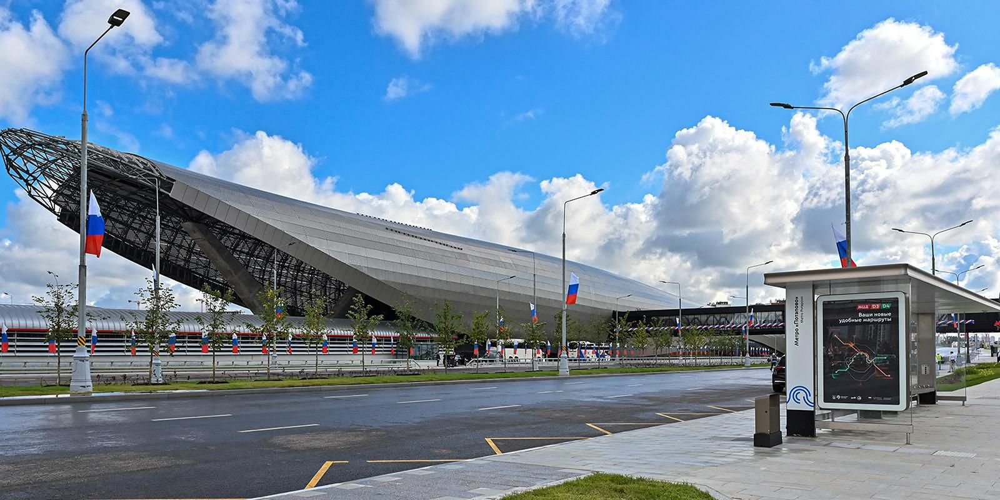 Метро «Потапово»
Metro Potapovo
МЦД D3 D4
Ваши новые
удобные маршруты